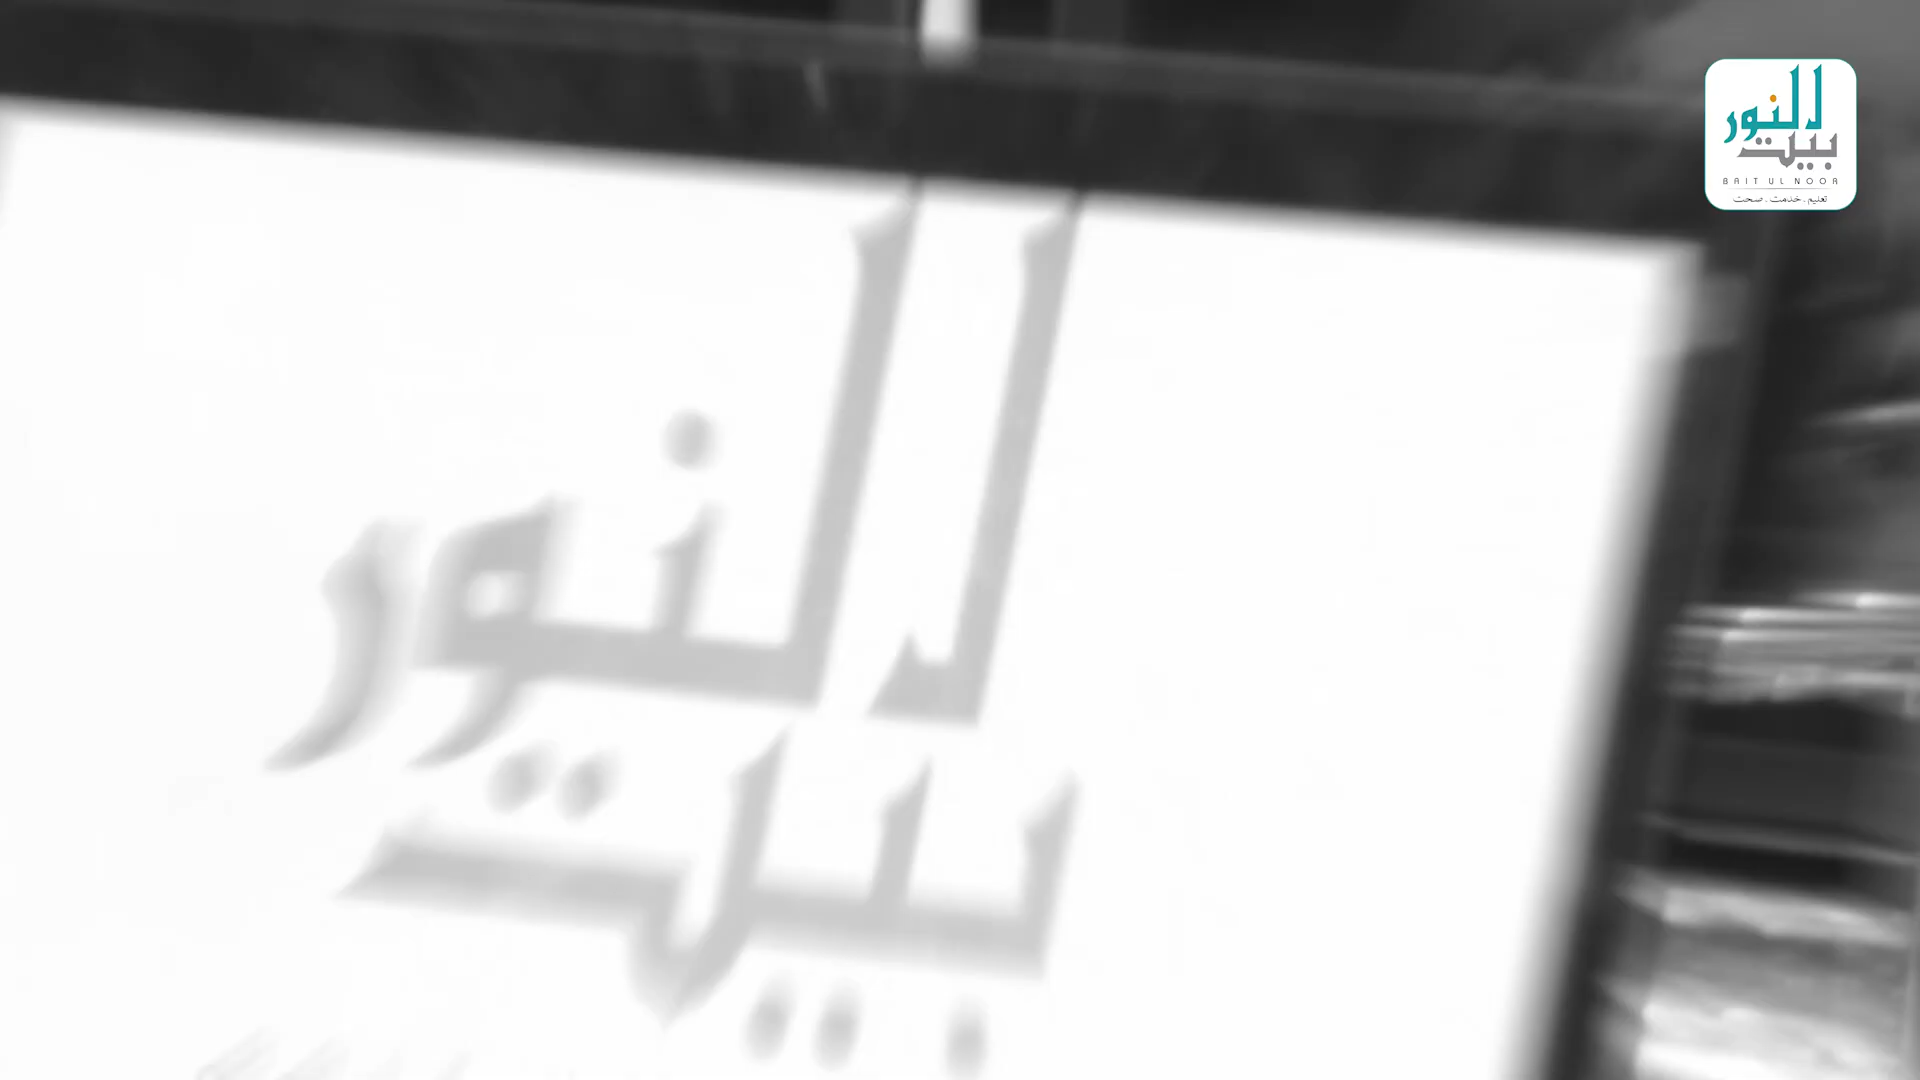 بیت النور
بیت النور
BAIT UL NOOR
تعلیم . خدمت . صحت